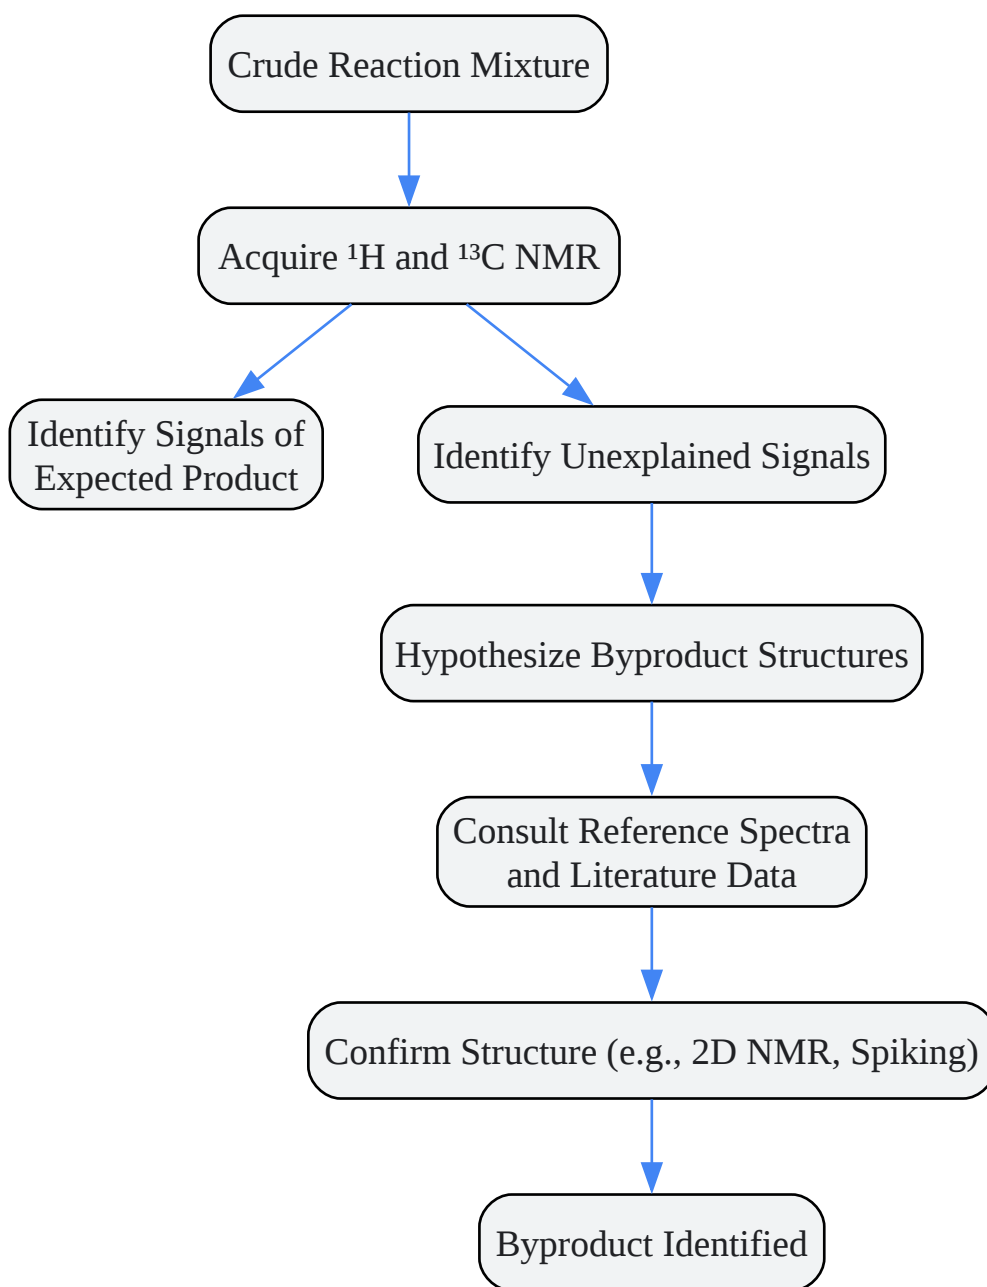 Crude Reaction Mixture
Acquire ¹H and ¹³C NMR
Identify Signals of
Expected Product
Identify Unexplained Signals
Hypothesize Byproduct Structures
Consult Reference Spectra
and Literature Data
Confirm Structure (e.g., 2D NMR, Spiking)
Byproduct Identified